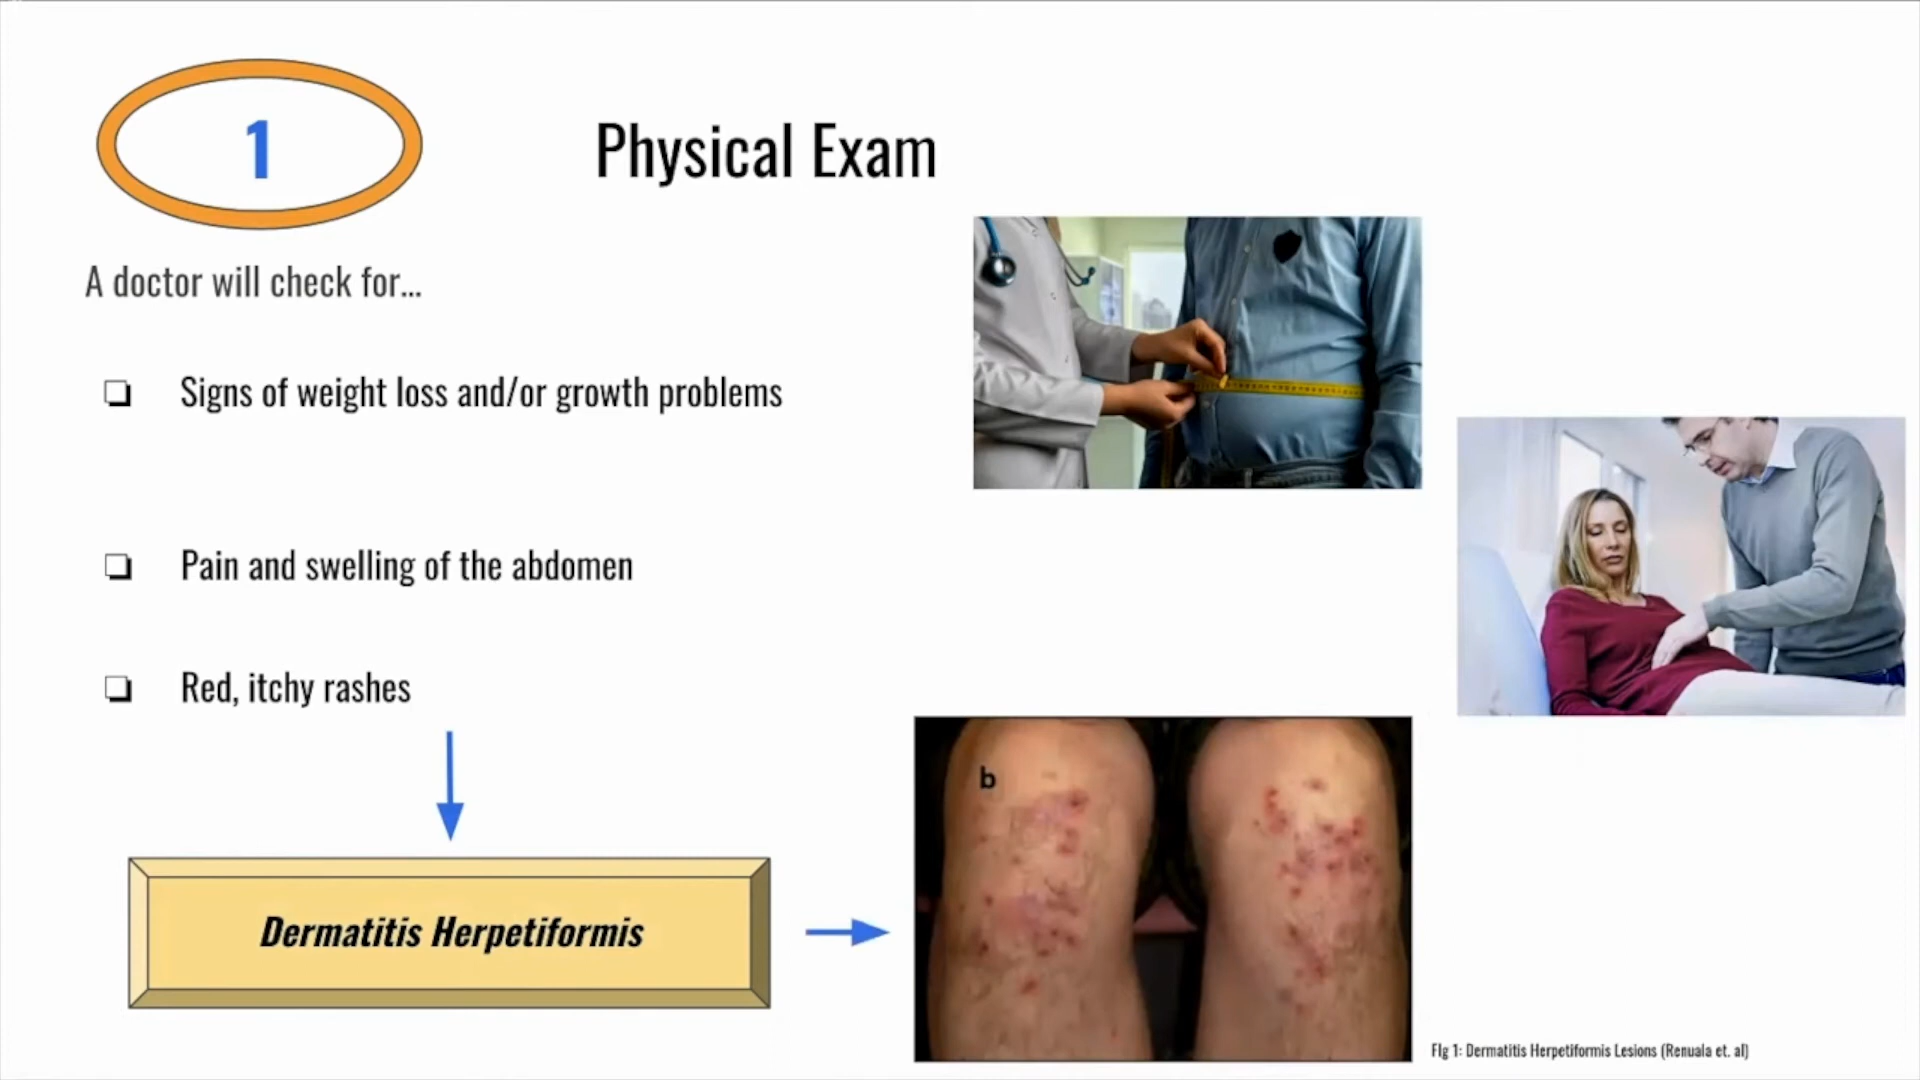 1
Physical Exam
A doctor will check for...
Signs of weight loss and/or growth problems
Pain and swelling of the abdomen
Red, itchy rashes
b
Dermatitis Herpetiformis
FIg 1: Dermatitis Herpetiformis Lesions (Renuala et. al)